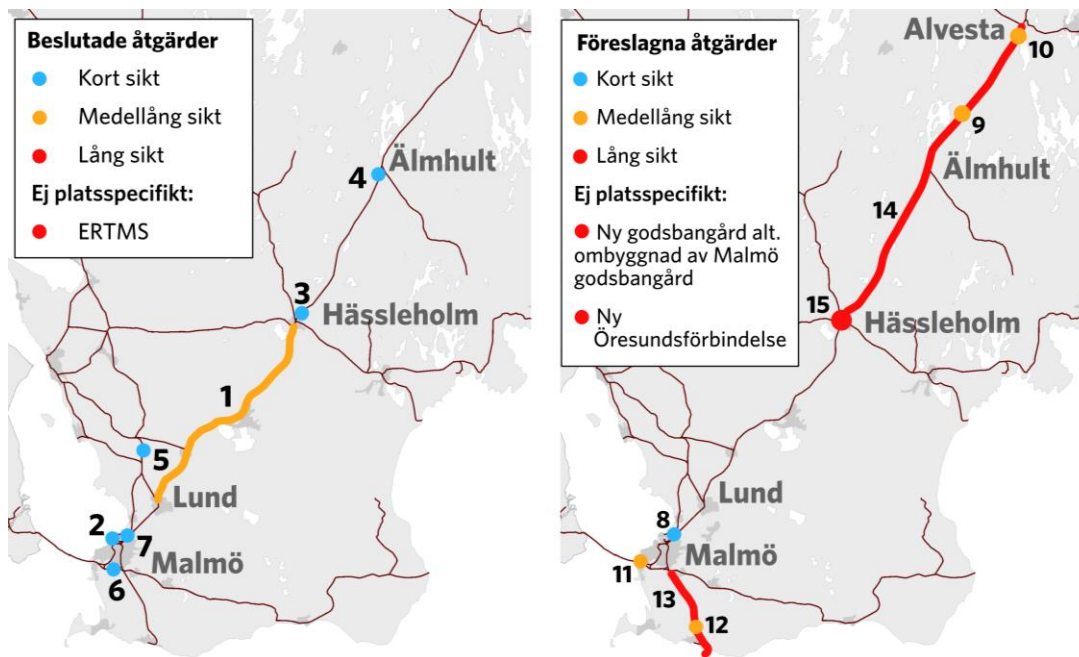 Beslutade åtgärder
Kort sikt
Medellång sikt
Lång sikt
Ej platsspecifikt:
ERTMS
4
Älmhult
3
Hässleholm
1
5
Lund
2
7
Malmö
6
Föreslagna åtgärder
Kort sikt
Medellång sikt
Lång sikt
Ej platsspecifikt:
Ny godsbangård alt.
ombyggnad av Malmö
godsbangård
Ny
Öresundsförbindelse
Alvesta
10
9
Älmhult
14
15
Hässleholm
Lund
8
Malmö
11
13
12